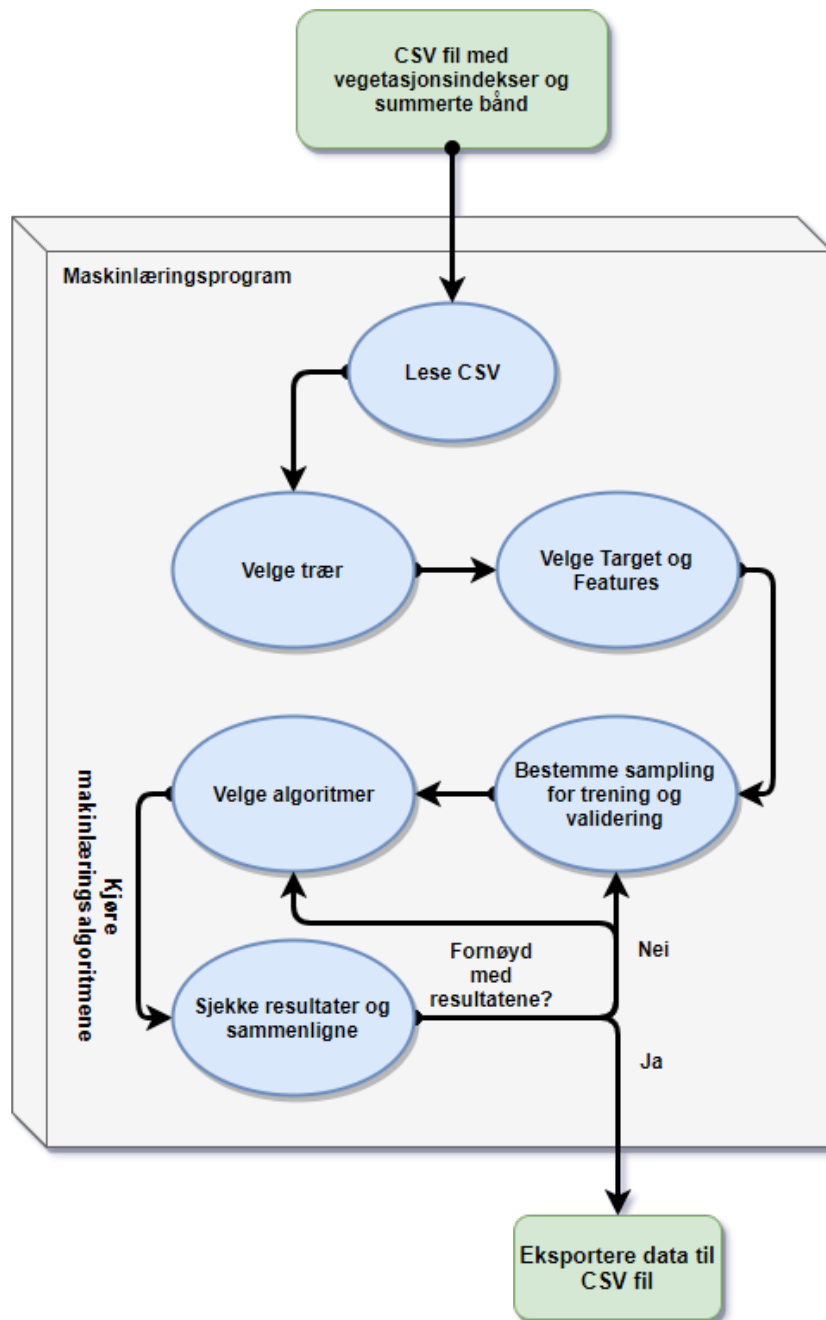 CSV fil med
vegetasjonsindekser og
summerte bånd
Maskinlæringsprogram
Lese CSV
Velge trær
Velge Target og
Features
Velge algoritmer
Bestemme sampling
for trening og
validering
Kjøre
makinlærings algoritmene
Sjekke resultater og
sammenligne
Fornøyd
med
resultatene?
Nei
Ja
Eksportere data til
CSV fil